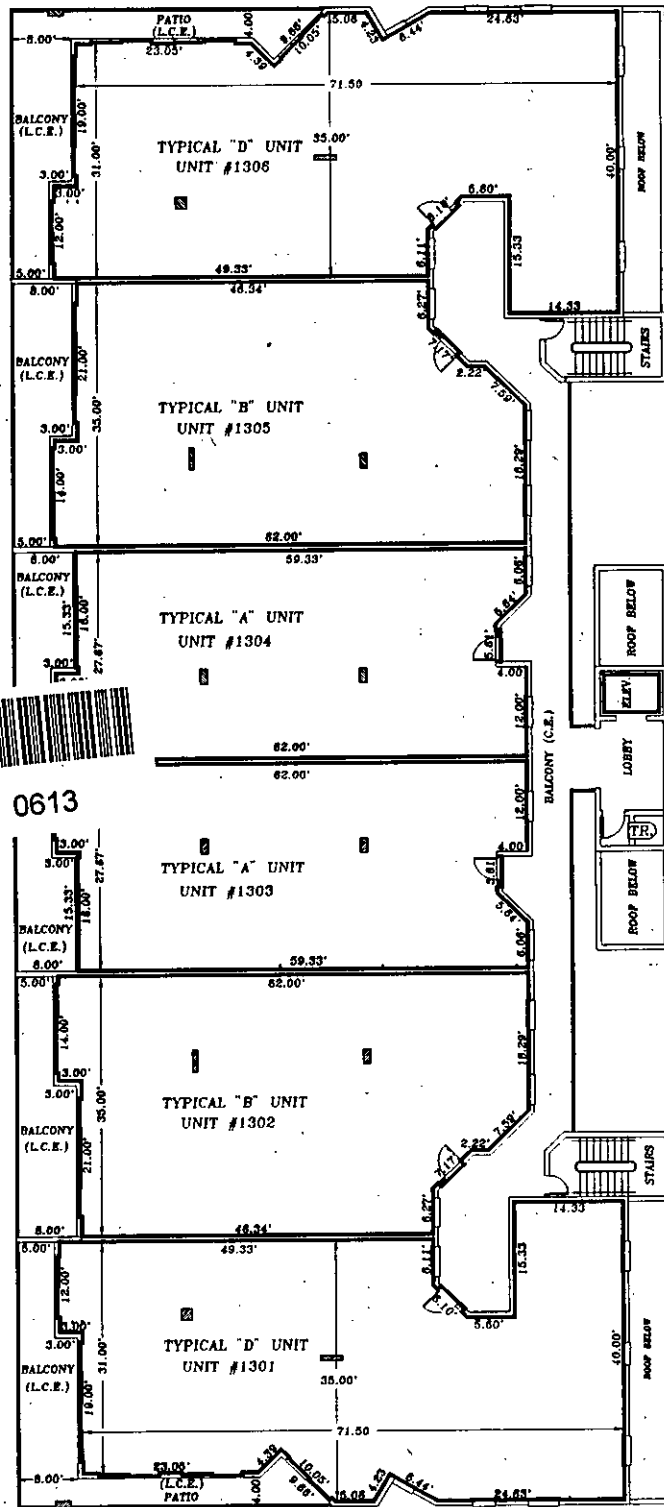 PATIO
(L.C.E.)
4.00'
8.66'
10.05'
15.08
4.23
6.44'
24.63'
8.00'
23.05'
4.39
71.50
BALCONY
(L.C.E.)
19.00'
31.00'
TYPICAL "D" UNIT
UNIT #1306
35.00'
40.00'
ROOF BELOW
3.00'
3.00'
5.60'
12.00'
6.11'
15.33
5.00'
49.33'
14.33
8.00'
46.34'
6.27'
STAIRS
BALCONY
(L.C.E.)
21.00'
35.00'
7.17'
2.22'
7.59'
TYPICAL "B" UNIT
UNIT #1305
3.00'
3.00'
14.00'
16.29'
5.00'
62.00'
8.00'
59.33'
BALCONY
(L.C.E.)
15.33'
16.00'
6.06'
TYPICAL "A" UNIT
UNIT #1304
5.64'
ROOF BELOW
27.67'
3.00'
4.00'
12.00'
ELEV.
62.00'
BALCONY (C.E.)
LOBBY
0613
62.00'
12.00'
TR.
3.00'
3.00'
27.67'
4.00'
TYPICAL "A" UNIT
UNIT #1303
15.33'
5.64'
ROOF BELOW
BALCONY
(L.C.E.)
6.06'
8.00'
59.33'
5.00'
62.00'
14.00'
16.29'
3.00'
3.00'
35.00'
TYPICAL "B" UNIT
UNIT #1302
BALCONY
(L.C.E.)
21.00'
2.22'
7.59'
7.17'
STAIRS
6.27'
8.00'
46.34'
14.33
5.00'
49.33'
12.00'
6.11'
15.33
3.00'
3.00'
6.10'
5.60'
BALCONY
(L.C.E.)
31.00'
TYPICAL "D" UNIT
UNIT #1301
35.00'
40.00'
ROOF BELOW
19.00'
71.50
8.00'
23.05'
4.39
10.05'
9.66'
4.23
6.44'
24.63'
(L.C.E.)
PATIO
4.00'
15.08